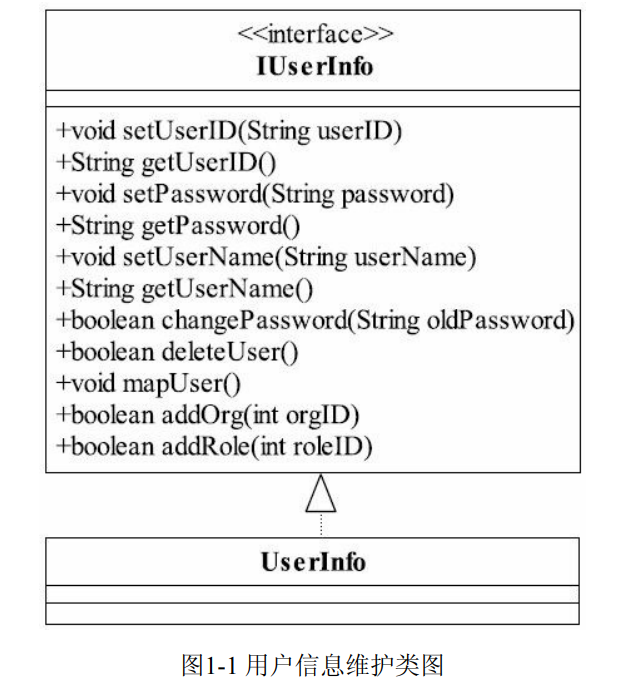 <<interface>>
IUserInfo
+void setUserID(String userID)
+String getUserID()
+void setPassword(String password)
+String getPassword()
+void setUserName(String userName)
+String getUserName()
+boolean changePassword(String oldPassword)
+boolean deleteUser()
+void mapUser()
+boolean addOrg(int orgID)
+boolean addRole(int roleID)
UserInfo
图1-1 用户信息维护类图